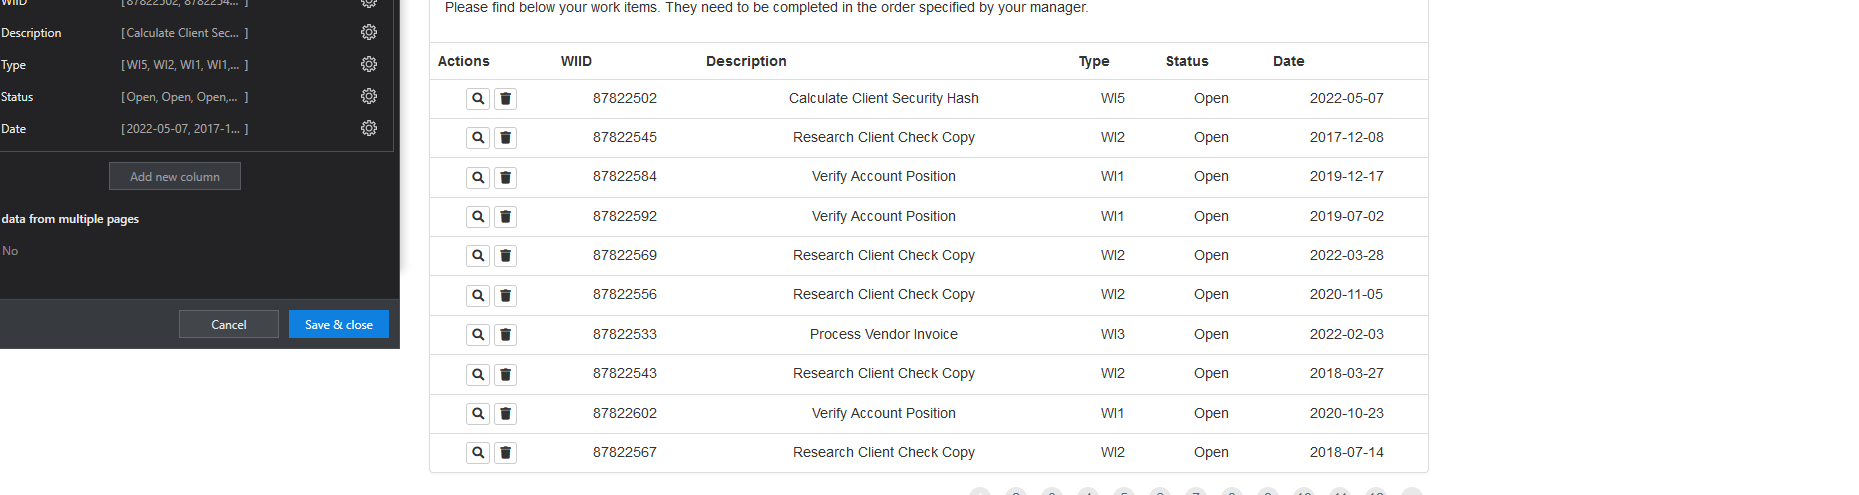 WIID [87822502, 8782254... ]
Description [Calculate Client Sec... ]
Type [WI5, WI2, WI1, WI1,... ]
Status [Open, Open, Open,... ]
Date [2022-05-07, 2017-1... ]
Add new column
data from multiple pages
No
Cancel Save & close
Please find below your work items. They need to be completed in the order specified by your manager.
Actions WIID Description Type Status Date
87822502 Calculate Client Security Hash WI5 Open 2022-05-07
87822545 Research Client Check Copy WI2 Open 2017-12-08
87822584 Verify Account Position WI1 Open 2019-12-17
87822592 Verify Account Position WI1 Open 2019-07-02
87822569 Research Client Check Copy WI2 Open 2022-03-28
87822556 Research Client Check Copy WI2 Open 2020-11-05
87822533 Process Vendor Invoice WI3 Open 2022-02-03
87822543 Research Client Check Copy WI2 Open 2018-03-27
87822602 Verify Account Position WI1 Open 2020-10-23
87822567 Research Client Check Copy WI2 Open 2018-07-14